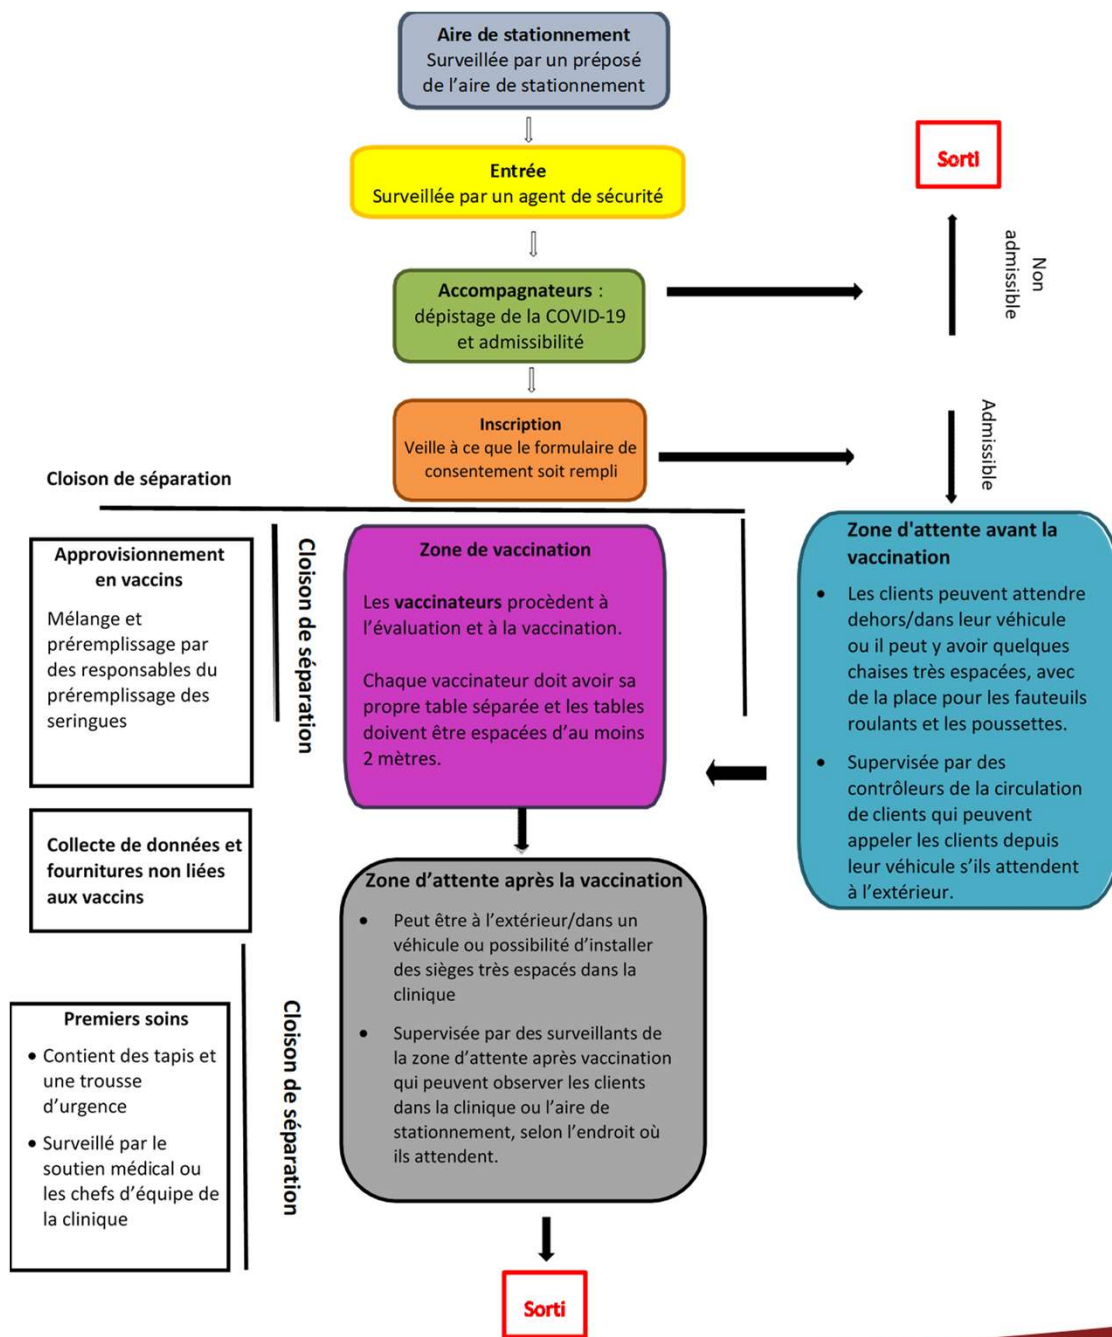 Aire de stationnement
Surveillée par un préposé
de l’aire de stationnement
Entrée
Surveillée par un agent de sécurité
Sorti
Non
admissible
Accompagnateurs :
dépistage de la COVID-19
et admissibilité
Admissible
Inscription
Veille à ce que le formulaire de
consentement soit rempli
Cloison de séparation
Approvisionnement
en vaccins
Mélange et
préremplissage par
des responsables du
préremplissage des
seringues
Cloison de séparation
Zone de vaccination
Les vaccinateurs procèdent à
l’évaluation et à la vaccination.
Chaque vaccinateur doit avoir sa
propre table séparée et les tables
doivent être espacées d’au moins
2 mètres.
Zone d'attente avant la
vaccination
• Les clients peuvent attendre
dehors/dans leur véhicule
ou il peut y avoir quelques
chaises très espacées, avec
de la place pour les fauteuils
roulants et les poussettes.
• Supervisée par des
contrôleurs de la circulation
de clients qui peuvent
appeler les clients depuis
leur véhicule s’ils attendent
à l’extérieur.
Collecte de données et
fournitures non liées
aux vaccins
Zone d’attente après la vaccination
• Peut être à l’extérieur/dans un
véhicule ou possibilité d’installer
des sièges très espacés dans la
clinique
• Supervisée par des surveillants de
la zone d’attente après vaccination
qui peuvent observer les clients
dans la clinique ou l’aire de
stationnement, selon l’endroit où
ils attendent.
Premiers soins
• Contient des tapis et
une trousse
d’urgence
• Surveillé par le
soutien médical ou
les chefs d’équipe de
la clinique
Cloison de séparation
Sorti